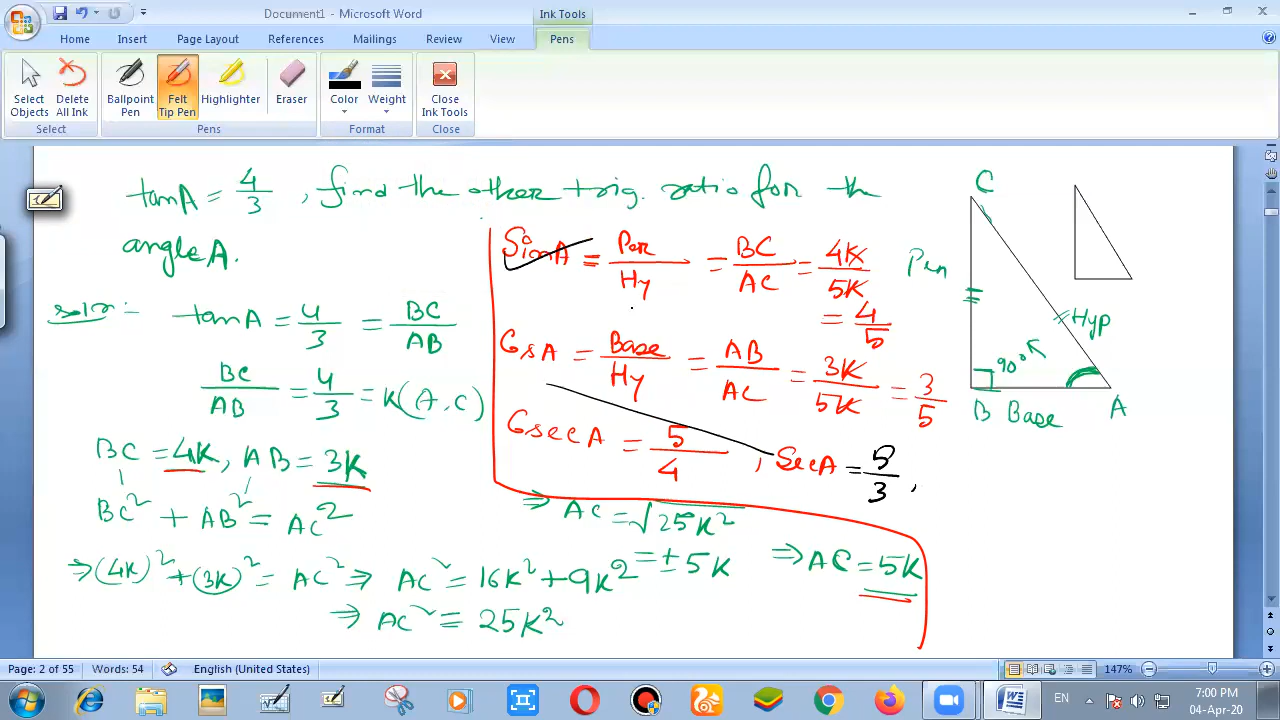 Document1 - Microsoft Word
Ink Tools
Home Insert Page Layout References Mailings Review View Pens
Select Objects
Delete All Ink
Ballpoint Pen
Felt Tip Pen
Highlighter
Eraser
Color
Weight
Close Ink Tools
Select Pens Format Close
tanA = 4/3 , find the other trig. ratio for the
angle A.
soln :- tanA = 4/3 = BC/AB
BC/AB = 4/3 = K (A.C)
BC = 4K, AB = 3K
BC² + AB² = AC²
⇒ (4K)² + (3K)² = AC² ⇒ AC² = 16K² + 9K²
⇒ AC² = 25K²
⇒ AC = √25K²
= ± 5K ⇒ AC = 5K
SinA = Per/Hy = BC/AC = 4K/5K
= 4/5
CosA = Base/Hy = AB/AC = 3K/5K = 3/5
CosecA = 5/4 , SecA = 5/3 ,
C
Pen
Hyp
90°
B Base A
Page: 2 of 55 Words: 54 English (United States) 147%
EN 7:00 PM
04-Apr-20